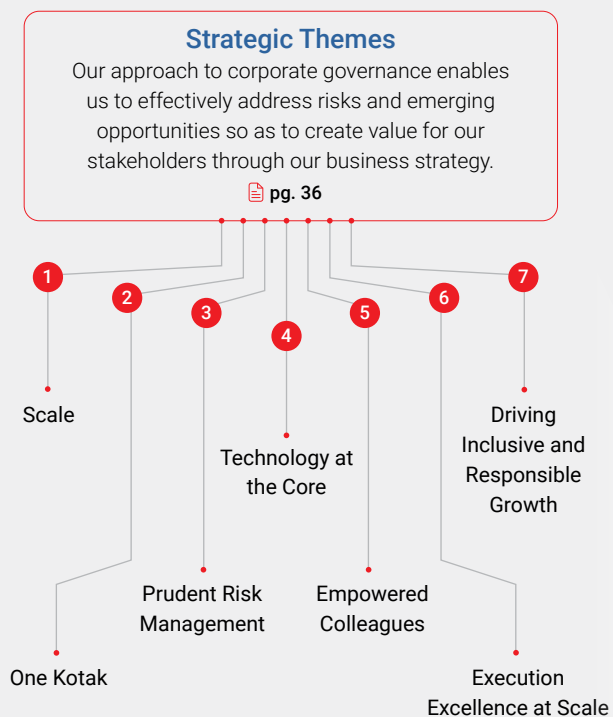 Strategic Themes
Our approach to corporate governance enables
us to effectively address risks and emerging
opportunities so as to create value for our
stakeholders through our business strategy.
pg. 36
1
Scale
2
One Kotak
3
Prudent Risk
Management
4
Technology at
the Core
5
Empowered
Colleagues
6
Execution
Excellence at Scale
7
Driving
Inclusive and
Responsible
Growth